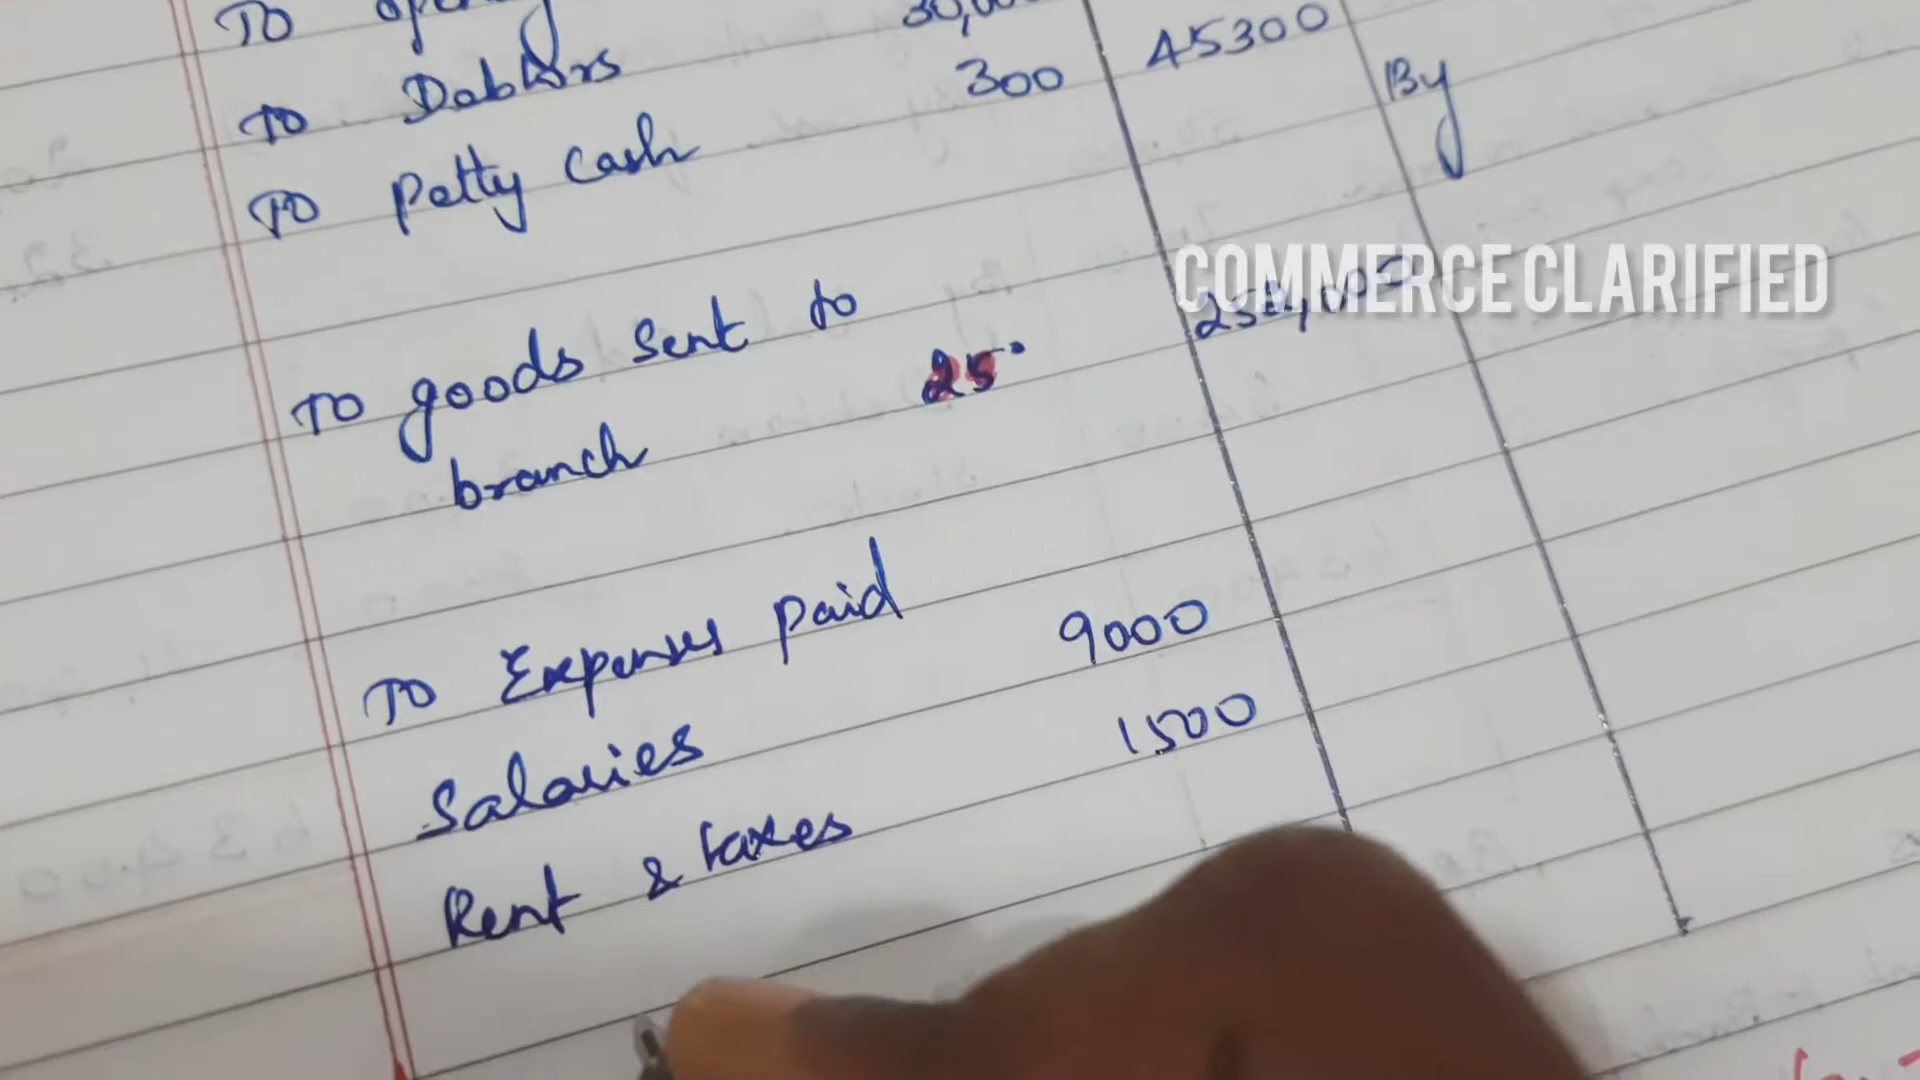 To
To Debtors 45300
To Petty cash 300 By
COMMERCE CLARIFIED
To goods sent to
branch 25
To Expenses paid
Salaries 9000
Rent & taxes 1500